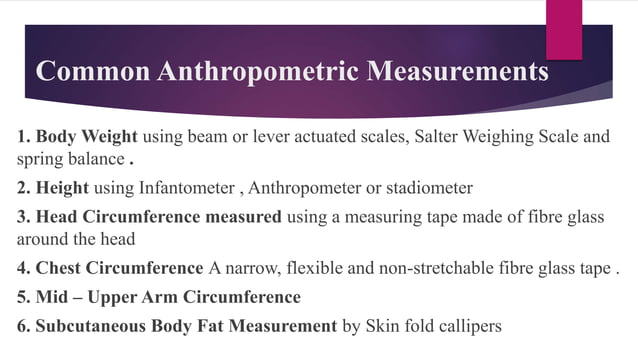 Common Anthropometric Measurements
1. Body Weight using beam or lever actuated scales, Salter Weighing Scale and
spring balance .
2. Height using Infantometer , Anthropometer or stadiometer
3. Head Circumference measured using a measuring tape made of fibre glass
around the head
4. Chest Circumference A narrow, flexible and non-stretchable fibre glass tape .
5. Mid – Upper Arm Circumference
6. Subcutaneous Body Fat Measurement by Skin fold callipers